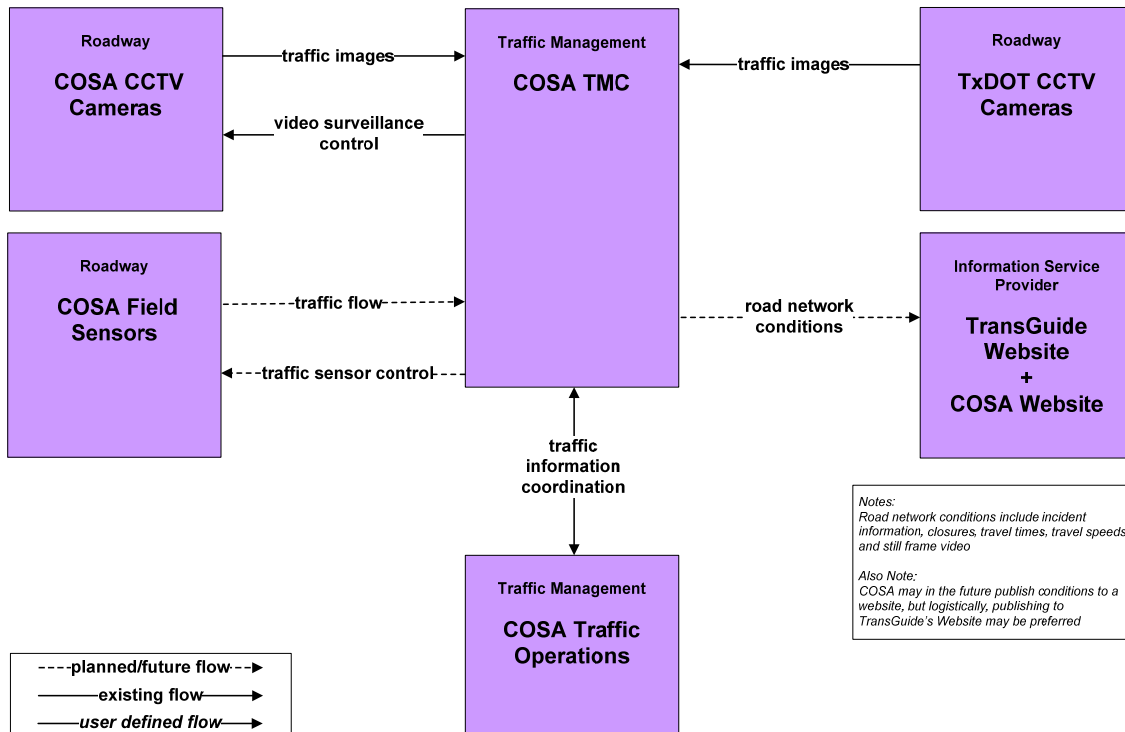 Roadway
COSA CCTV
Cameras
traffic images
video surveillance
control
Traffic Management
COSA TMC
traffic images
Roadway
TxDOT CCTV
Cameras
Roadway
COSA Field
Sensors
traffic flow
traffic sensor control
road network
conditions
Information Service
Provider
TransGuide
Website
+
COSA Website
traffic
information
coordination
Traffic Management
COSA Traffic
Operations
Notes:
Road network conditions include incident
information, closures, travel times, travel speeds
and still frame video
Also Note:
COSA may in the future publish conditions to a
website, but logistically, publishing to
TransGuide's Website may be preferred
planned/future flow
existing flow
user defined flow